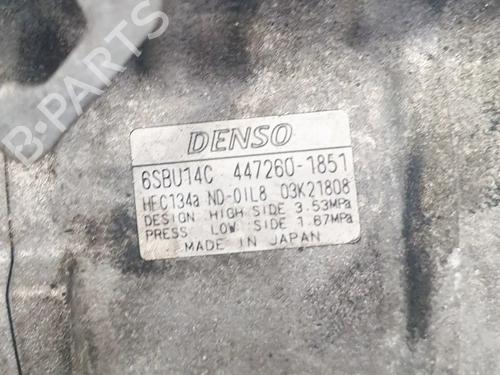 B-PARTS
DENSO
6SBU14C 447260-1851
HFC134a ND-OIL8 03K21808
DESIGN HIGH SIDE 3.53MPa
PRESS LOW SIDE 1.67MPa
MADE IN JAPAN